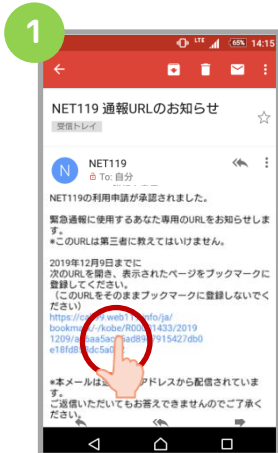 1
LTE 65% 14:15
NET119 通報URLのお知らせ
受信トレイ
N
NET119
To: 自分
NET119の利用申請が承認されました。
緊急通報に使用するあなた専用のURLをお知らせしま
す。
*このURLは第三者に教えてはいけません。
2019年12月9日までに
次のURLを開き、表示されたページをブックマークに
登録してください。
（このURLをそのままブックマークに登録しないでく
ださい）
bookmark/-/kobe/
*本メールは
アドレスから配信されていま
す。
ご返信いただいてもお答えできませんのでご了承く
ださい。